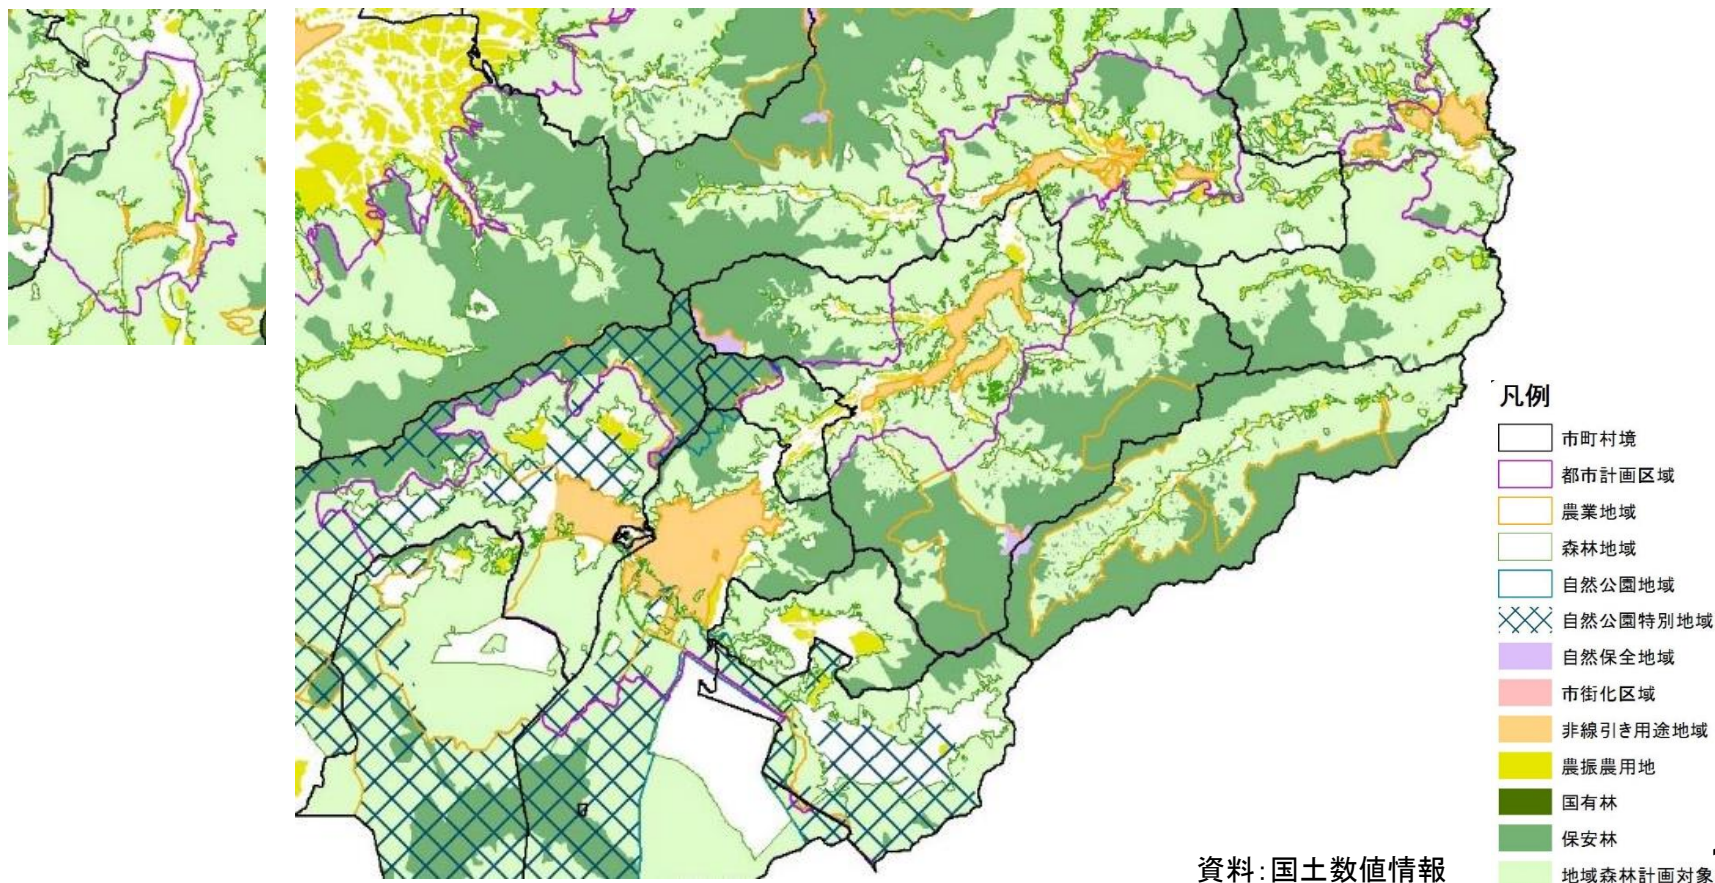 凡例
市町村境
都市計画区域
農業地域
森林地域
自然公園地域
自然公園特別地域
自然保全地域
市街化区域
非線引き用途地域
農振農用地
国有林
保安林
地域森林計画対象
資料:国土数値情報